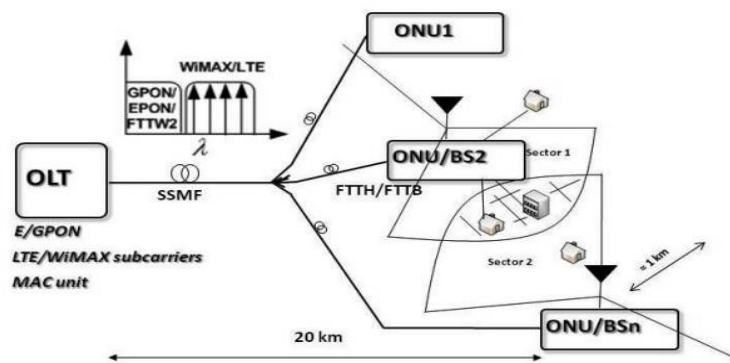 ONU1
WiMAX/LTE
GPON/
EPON/
FTTW2
λ
ONU/BS2
Sector 1
OLT
SSMF
FTTH/FTTB
E/GPON
LTE/WiMAX subcarriers
MAC unit
Sector 2
≈ 1 km
ONU/BSn
20 km